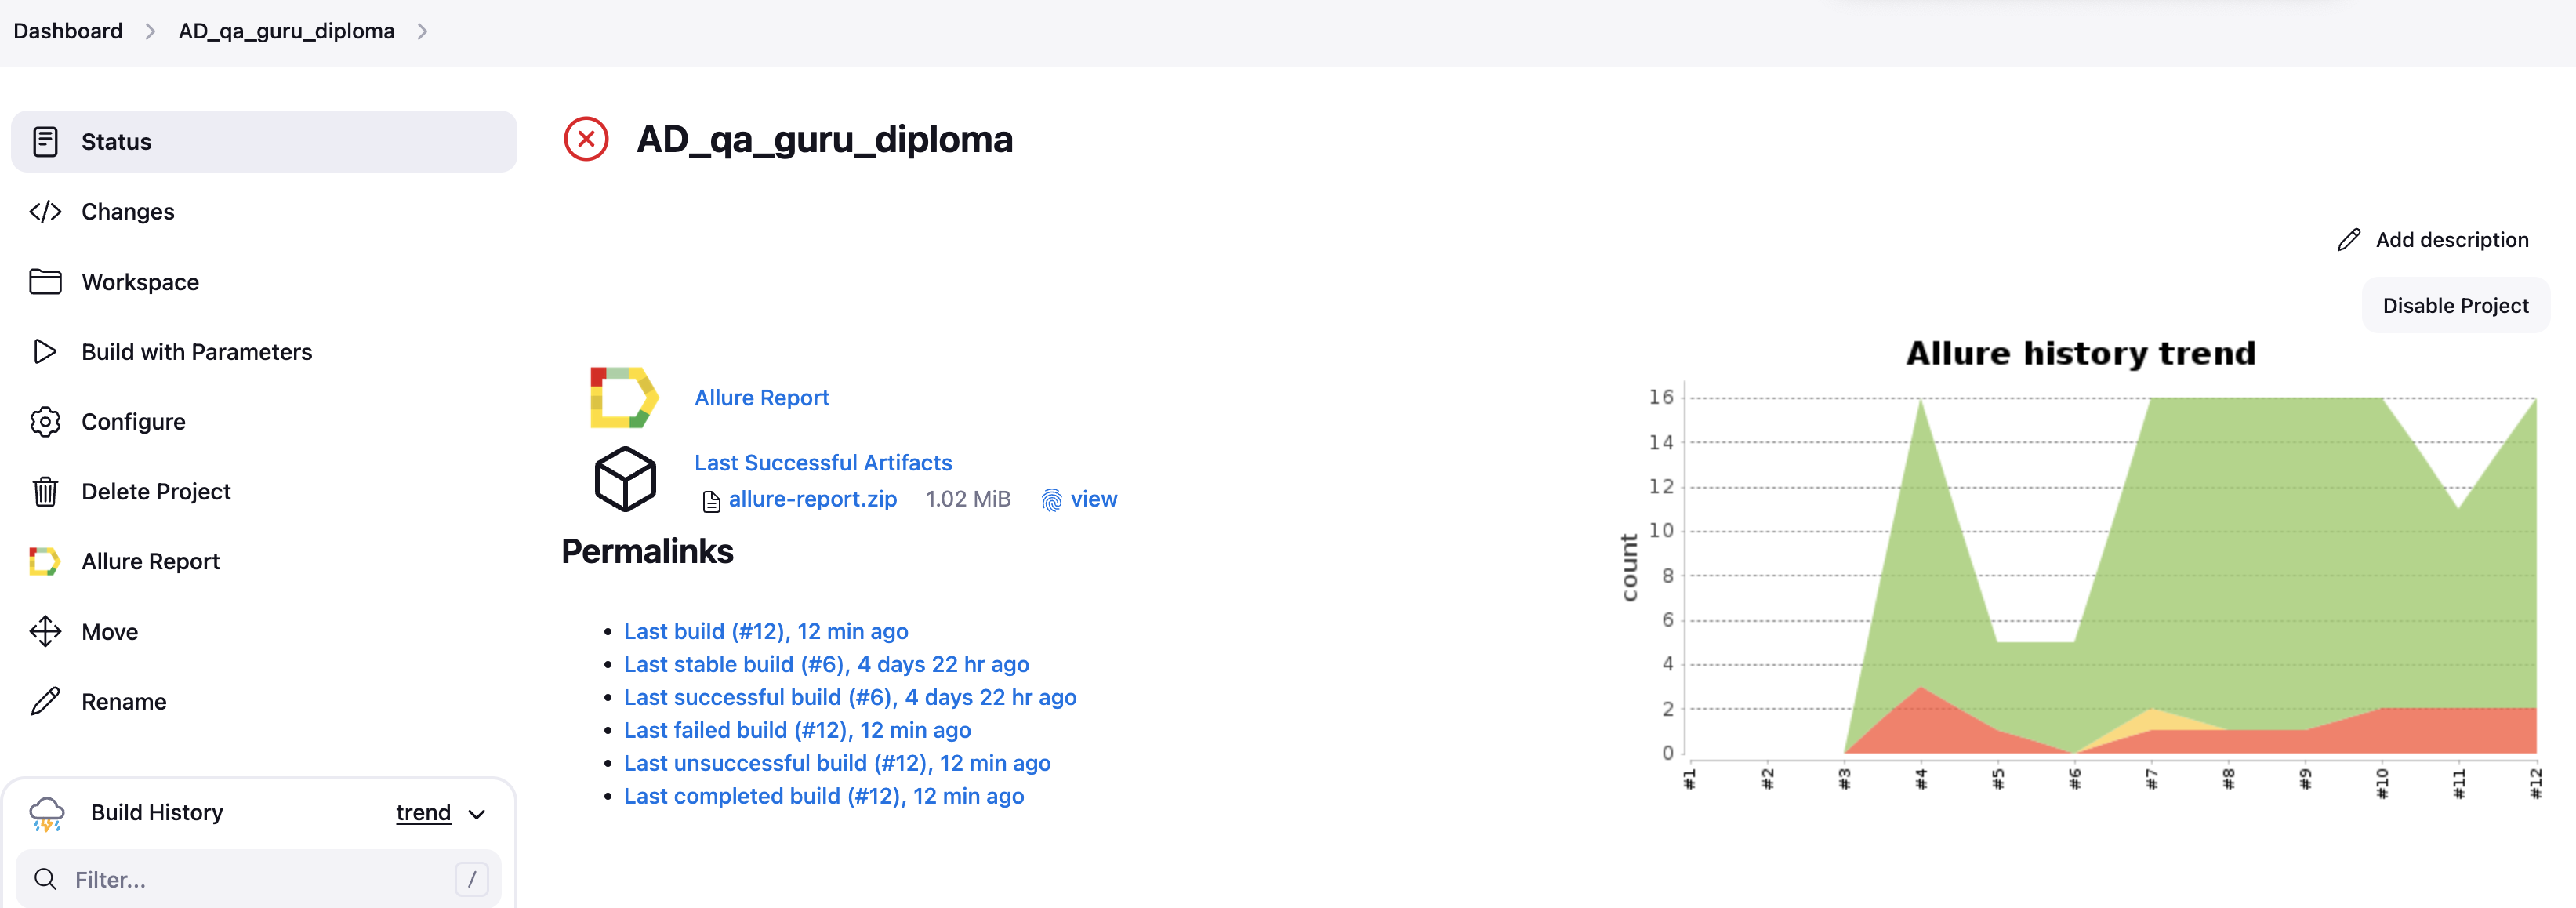 Dashboard
AD_qa_guru_diploma
Status
Changes
Workspace
Build with Parameters
Configure
Delete Project
Allure Report
Move
Rename
Build History
trend
Filter...
/
AD_qa_guru_diploma
Add description
Disable Project
Allure Report
Last Successful Artifacts
allure-report.zip 1.02 MiB view
Permalinks
Last build (#12), 12 min ago
Last stable build (#6), 4 days 22 hr ago
Last successful build (#6), 4 days 22 hr ago
Last failed build (#12), 12 min ago
Last unsuccessful build (#12), 12 min ago
Last completed build (#12), 12 min ago
Allure history trend
16
14
12
10
8
6
4
2
0
count
#1
#2
#3
#4
#5
#6
#7
#8
#9
#10
#11
#12